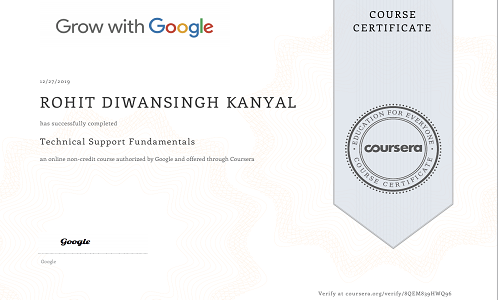 Grow with Google
COURSE
CERTIFICATE
12/27/2019
ROHIT DIWANSINGH KANYAL
has successfully completed
Technical Support Fundamentals
an online non-credit course authorized by Google and offered through Coursera
EDUCATION FOR EVERYONE
coursera
COURSE CERTIFICATE
Google
Google
Verify at coursera.org/verify/8QEM899HWQ96